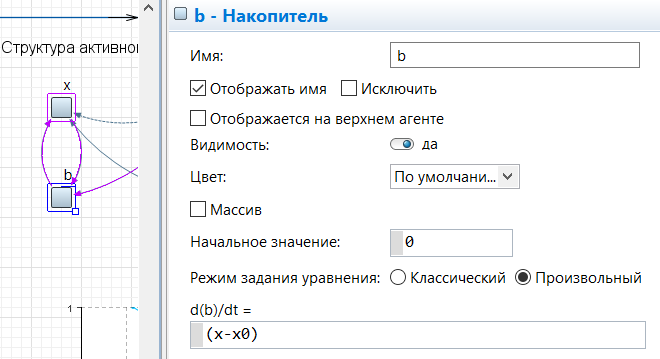 b - Накопитель
Имя: b
Структура активно
Отображать имя Исключить
x
Отображается на верхнем агенте
Видимость: да
b
Цвет: По умолчани...
Массив
Начальное значение: 0
Режим задания уравнения: Классический Произвольный
1
d(b)/dt =
(x-x0)